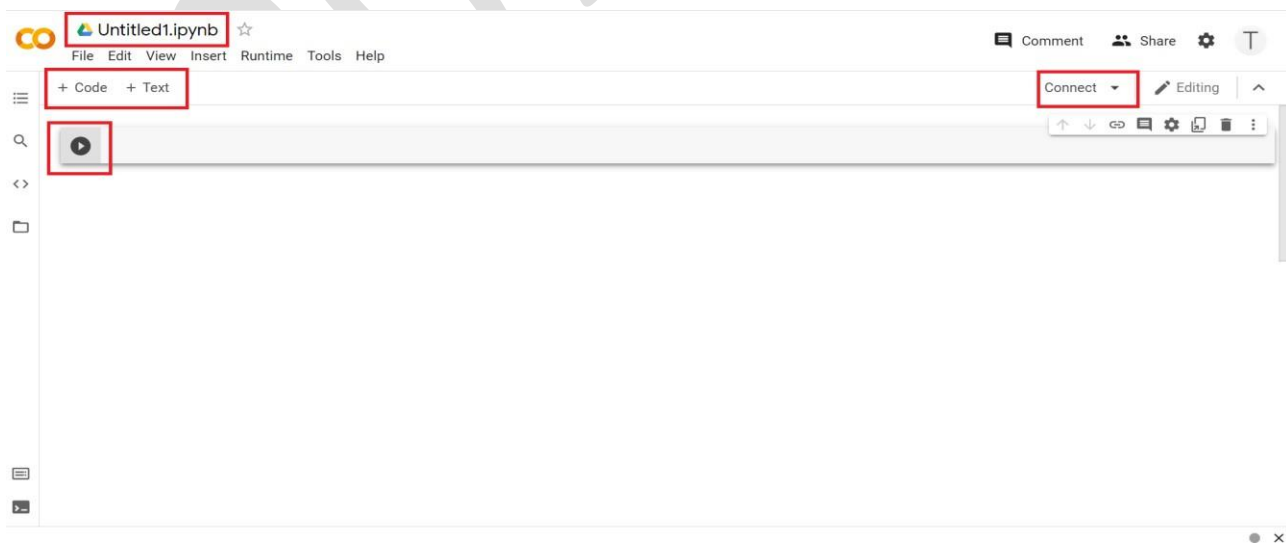 CO Untitled1.ipynb
File Edit View Insert Runtime Tools Help
Comment Share T
+ Code + Text
Connect Editing